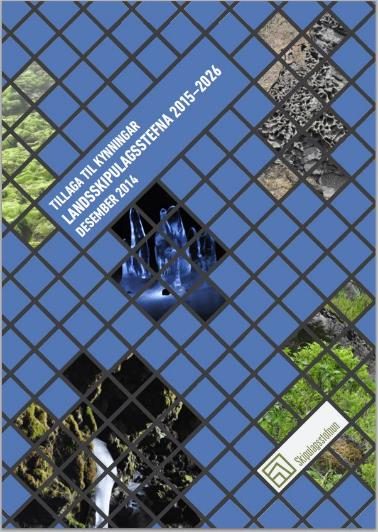 TILLAGA TIL KYNNINGAR
LANDSSKIPULAGSSTEFNA 2015–2026
DESEMBER 2014
Skipulagsstofnun